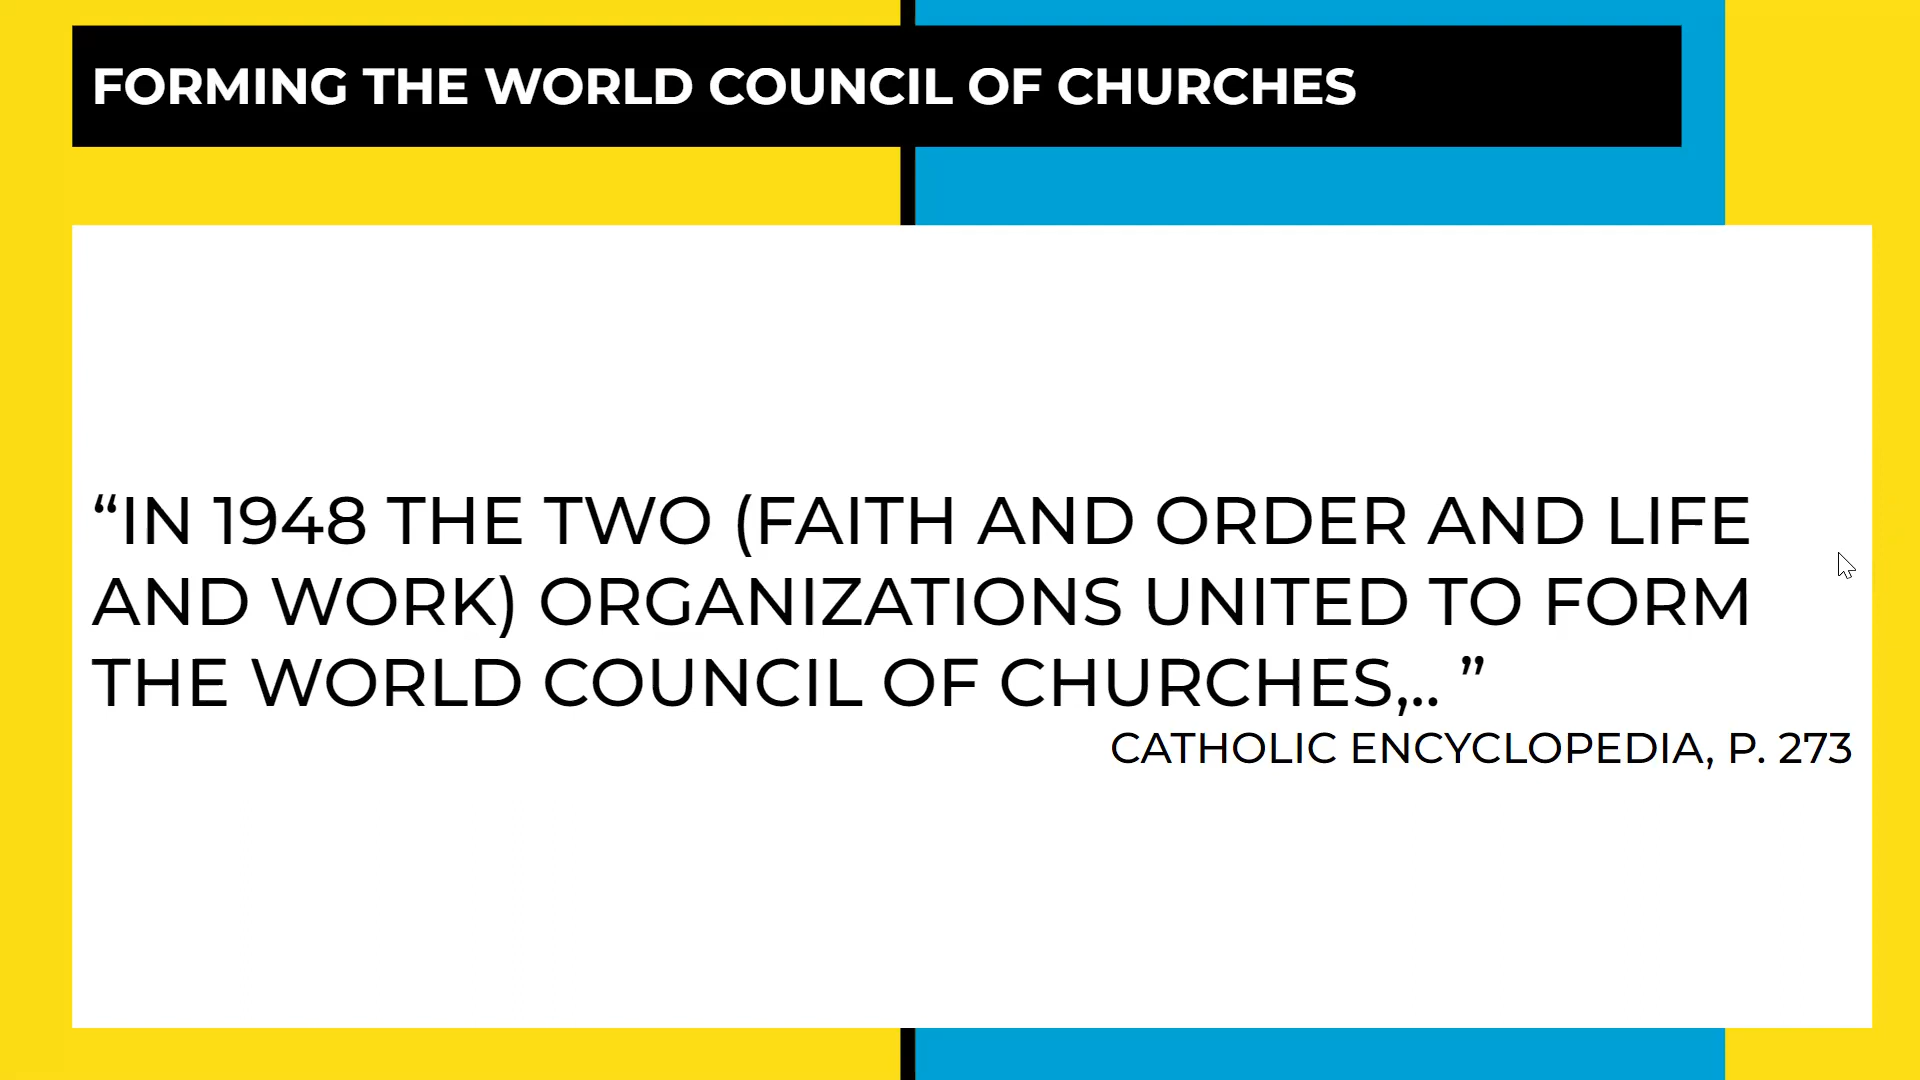 FORMING THE WORLD COUNCIL OF CHURCHES
“IN 1948 THE TWO (FAITH AND ORDER AND LIFE
AND WORK) ORGANIZATIONS UNITED TO FORM
THE WORLD COUNCIL OF CHURCHES,.. ”
CATHOLIC ENCYCLOPEDIA, P. 273